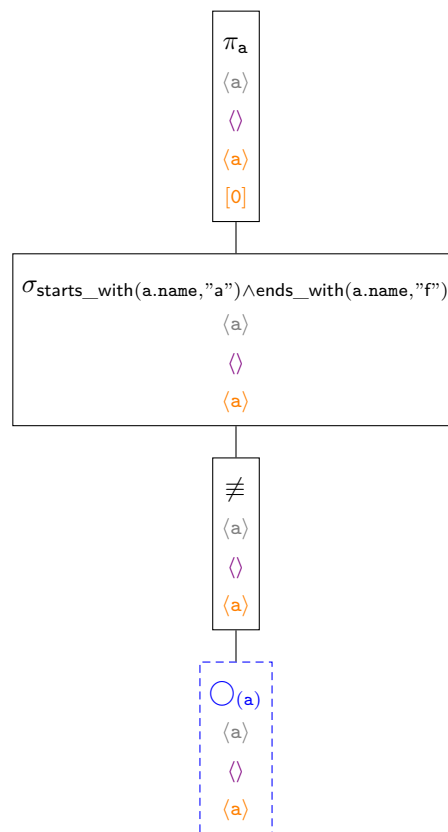 π_a
⟨a⟩
⟨⟩
⟨a⟩
[0]
σ_starts_with(a.name,"a")∧ends_with(a.name,"f")
⟨a⟩
⟨⟩
⟨a⟩
≢
⟨a⟩
⟨⟩
⟨a⟩
◯_(a)
⟨a⟩
⟨⟩
⟨a⟩